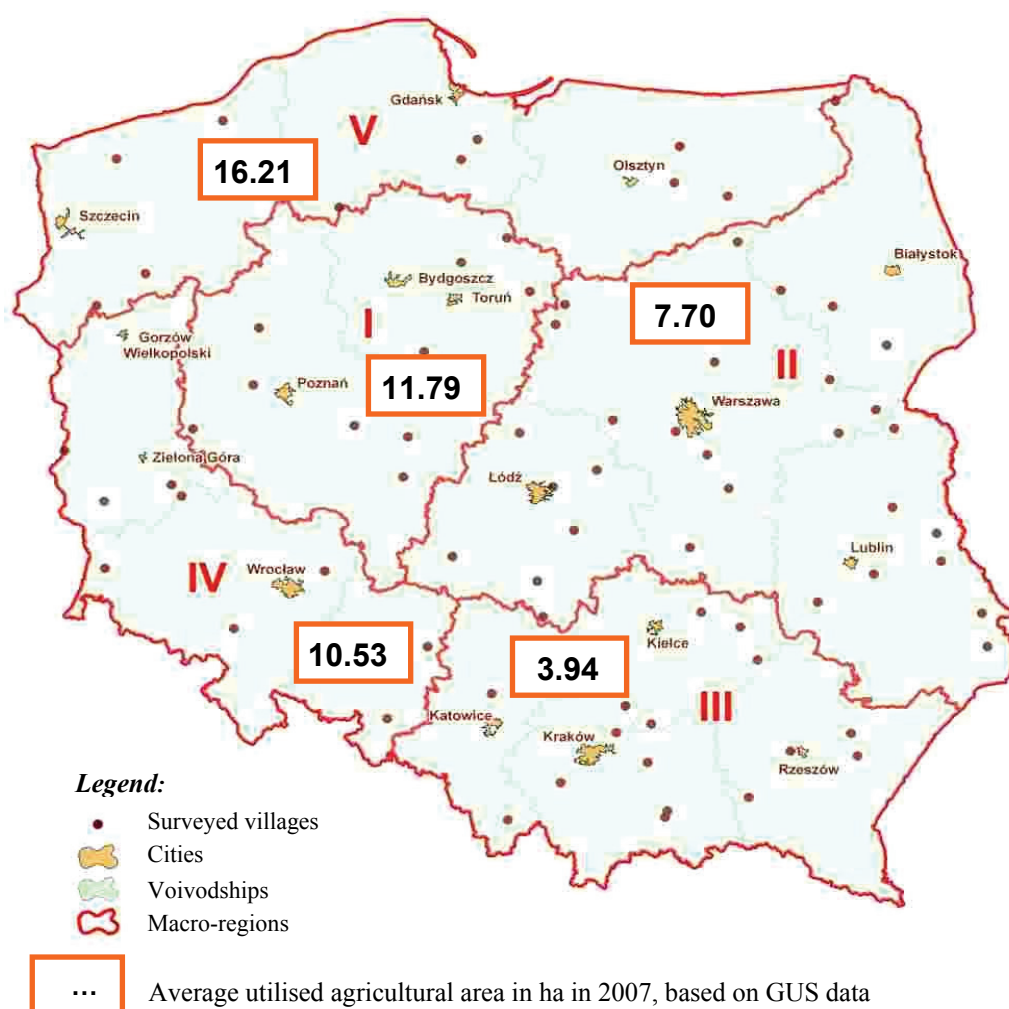 Gdańsk
V
16.21
Olsztyn
Szczecin
Białystok
Bydgoszcz
Toruń
I
7.70
Gorzów
Wielkopolski
II
Poznań
11.79
Warszawa
Zielona Góra
Łódź
Lublin
IV
Wrocław
Kielce
10.53
3.94
III
Katowice
Kraków
Rzeszów
Legend:
Surveyed villages
Cities
Voivodships
Macro-regions
... Average utilised agricultural area in ha in 2007, based on GUS data